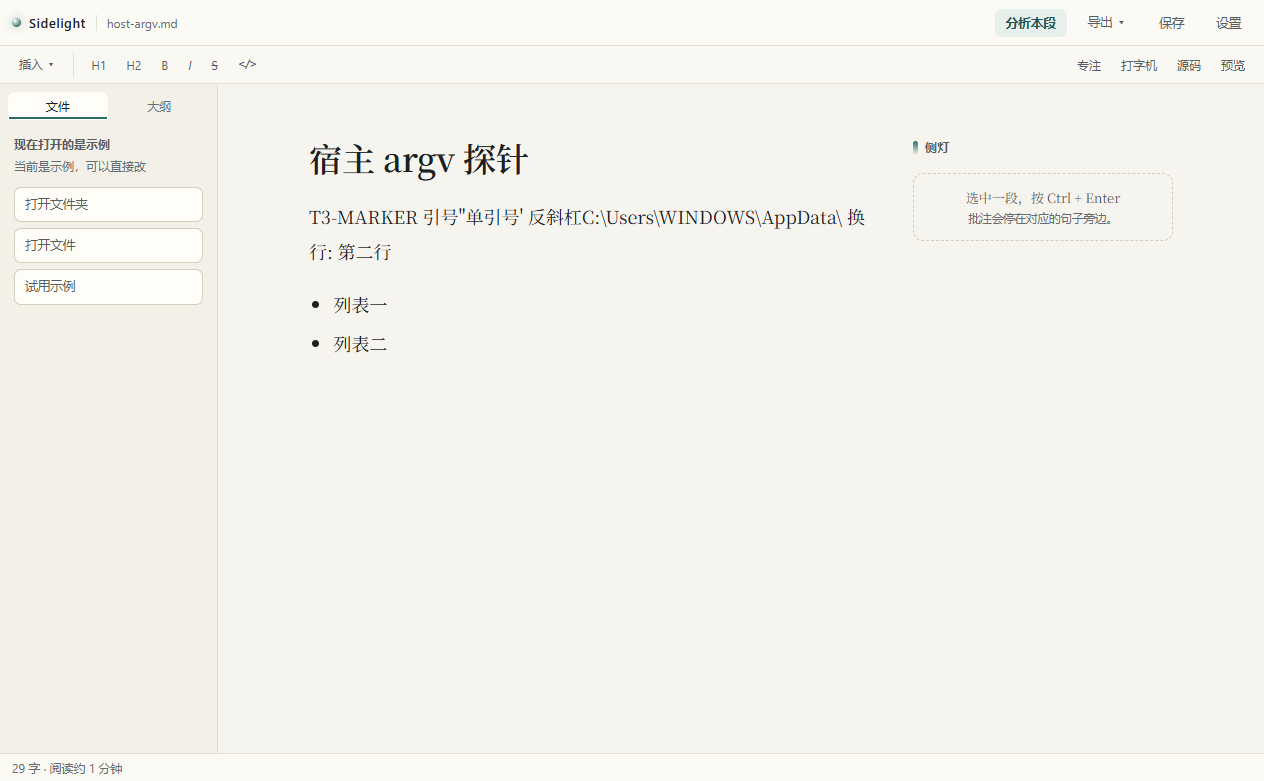 Sidelight host-argv.md 分析本段 导出 保存 设置
插入 H1 H2 B I S </> 专注 打字机 源码 预览
文件 大纲
现在打开的是示例
当前是示例，可以直接改
打开文件夹
打开文件
试用示例
宿主 argv 探针
T3-MARKER 引号"单引号' 反斜杠C:\Users\WINDOWS\AppData\ 换
行: 第二行
列表一
列表二
侧灯
选中一段，按 Ctrl + Enter
批注会停在对应的句子旁边。
29 字 · 阅读约 1 分钟